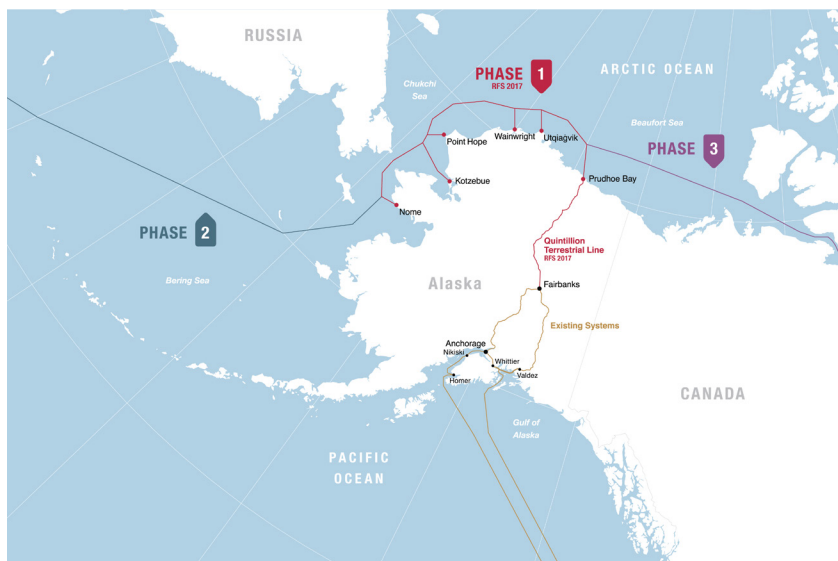 RUSSIA
Chukchi
Sea
PHASE 1
RFS 2017
ARCTIC OCEAN
Beaufort Sea
PHASE 3
Point Hope
Wainwright
Utqiaġvik
Kotzebue
Prudhoe Bay
Nome
PHASE 2
Quintillion
Terrestrial Line
RFS 2017
Bering Sea
Alaska
Fairbanks
Existing Systems
Anchorage
Nikiski
Whittier
Homer
Valdez
CANADA
Gulf of
Alaska
PACIFIC
OCEAN